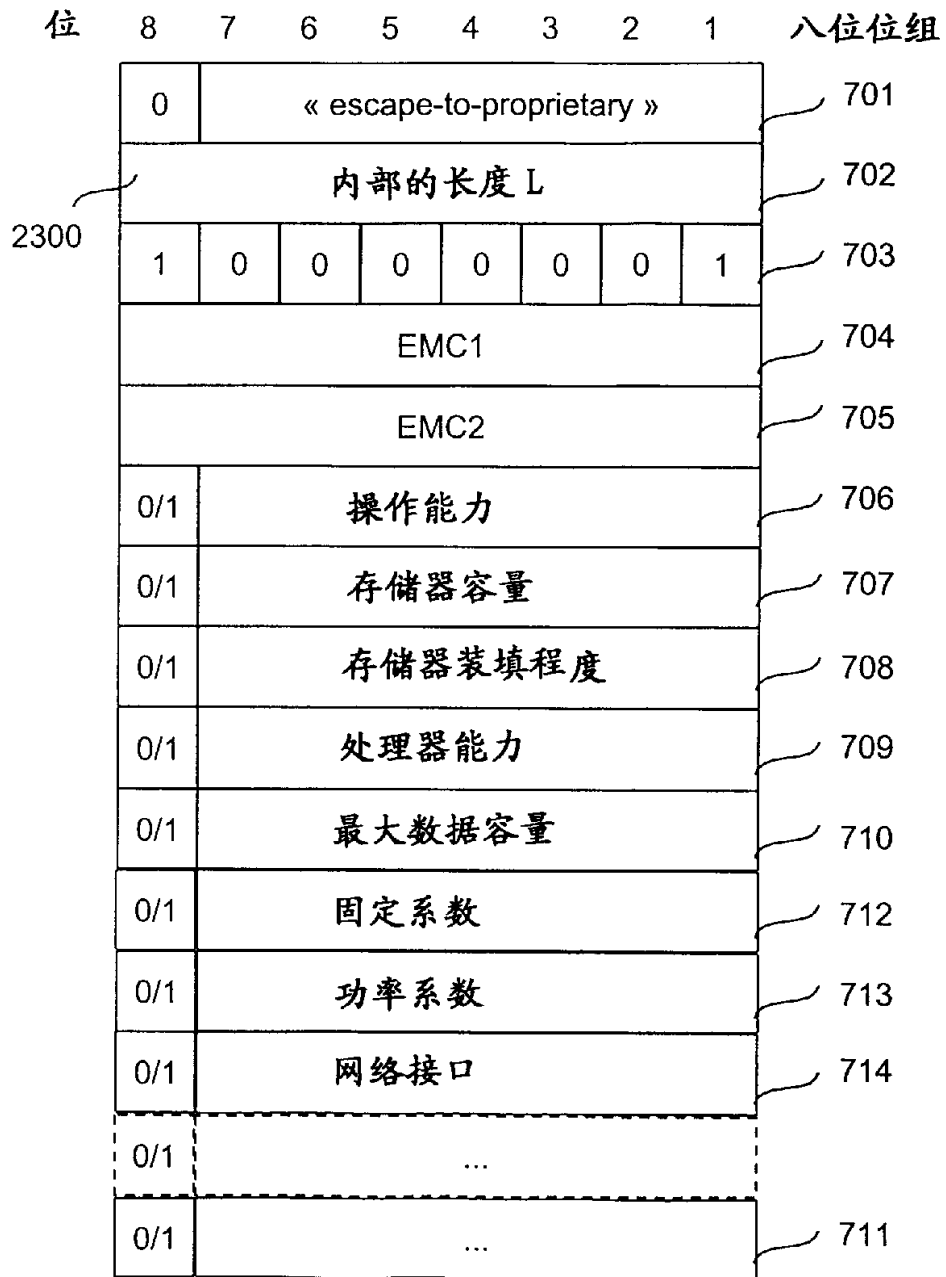 位 8 7 6 5 4 3 2 1 八位位组
0 « escape-to-proprietary » 701
内部的长度 L 702
2300
1 0 0 0 0 0 0 1 703
EMC1 704
EMC2 705
0/1 操作能力 706
0/1 存储器容量 707
0/1 存储器装填程度 708
0/1 处理器能力 709
0/1 最大数据容量 710
0/1 固定系数 712
0/1 功率系数 713
0/1 网络接口 714
0/1 ...
0/1 ... 711